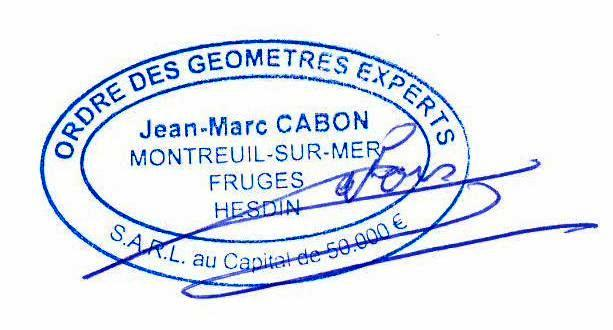 ORDRE DES GEOMETRES EXPERTS
Jean-Marc CABON
MONTREUIL-SUR-MER
FRUGES
HESDIN
S.A.R.L. au Capital de 50.000 €